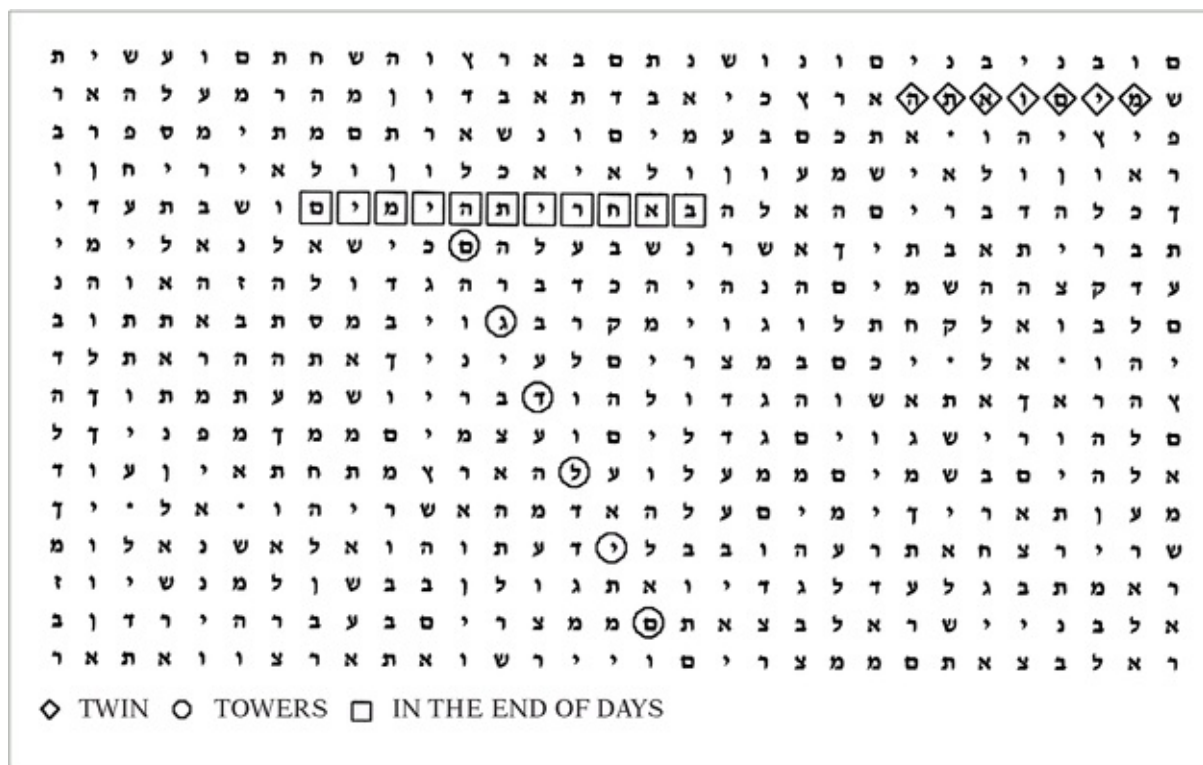 ם ו ב נ י ב נ י ם ו נ ו ש נ ת ם ב א ר ץ ו ה ש ח ת ם ו ע ש י ת
ש מ י ם ו א ת ה א ר ץ כ י א ב ד ת א ב ד ו ן מ ה ר מ ע ל ה א ר
פ י ץ י ה ו ' א ת כ ם ב ע מ י ם ו נ ש א ר ת ם מ ת י מ ס פ ר ב
ר א ו ן ו ל א י ש מ ע ו ן ו ל א י א כ ל ו ן ו ל א י ר י ח ן ו
ך כ ל ה ד ב ר י ם ה א ל ה ב א ח ר י ת ה י מ י ם ו ש ב ת ע ד י
ת ב ר י ת א ב ת י ך א ש ר נ ש ב ע ל ה ם כ י ש א ל נ א ל י מ י
ע ד ק צ ה ה ש מ י ם ה נ ה י ה כ ד ב ר ה ג ד ו ל ה ז ה א ו ה נ
ם ל ב ו א ל ק ח ת ל ו ג ו י מ ק ר ב ג ו י ב מ ס ת ב א ת ת ו ב
י ה ו ' א ל ' י כ ם ב מ צ ר י ם ל ע י נ י ך א ת ה ה ר א ת ל ד
ץ ה ר א ך א ת א ש ו ה ג ד ו ל ה ו ד ב ר י ו ש מ ע ת מ ת ו ך ה
ם ל ה ו ר י ש ג ו י ם ג ד ל י ם ו ע צ מ י ם מ מ ך מ פ נ י ך ל
א ל ה י ם ב ש מ י ם מ מ ע ל ו ע ל ה א ר ץ מ ת ח ת א י ן ע ו ד
מ ע ן ת א ר י ך י מ י ם ע ל ה א ד מ ה א ש ר י ה ו ' א ל ' י ך
ש ר י ר צ ח א ת ר ע ה ו ב ב ל י ד ע ת ו ה ו א ל א ש נ א ל ו מ
ר א מ ת ב ג ל ע ד ל ג ד י ו א ת ג ו ל ן ב ב ש ן ל מ נ ש י ו ז
א ל ב נ י י ש ר א ל ב צ א ת ם מ מ צ ר י ם ב ע ב ר ה י ר ד ן ב
ר א ל ב צ א ת ם מ מ צ ר י ם ו י י ר ש ו א ת א ר צ ו ו א ת א ר
TWIN TOWERS IN THE END OF DAYS